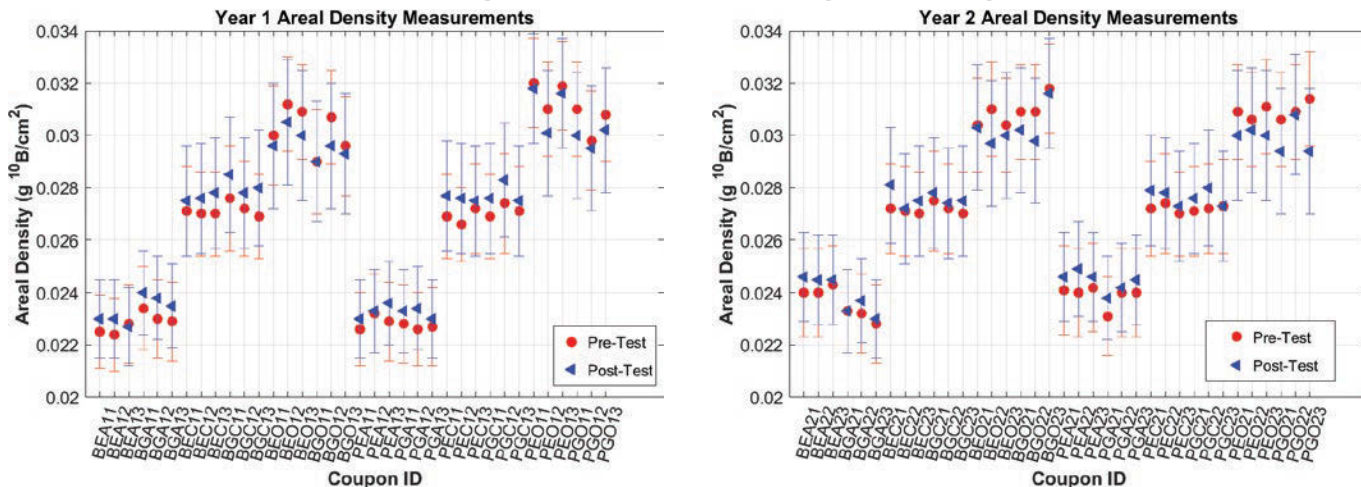 Year 1 Areal Density Measurements
Areal Density (g ¹⁰B/cm²)
0.034
0.032
0.03
0.028
0.026
0.024
0.022
0.02
Pre-Test
Post-Test
BEA11
BEA12
BEA13
BGA11
BGA12
BGA13
BEC11
BEC12
BEC13
BGC11
BGC12
BGC13
BEO11
BEO12
BEO13
BGO11
BGO12
BGO13
PEA11
PEA12
PEA13
PGA11
PGA12
PGA13
PEC11
PEC12
PEC13
PGC11
PGC12
PGC13
PEO11
PEO12
PEO13
PGO11
PGO12
PGO13
Coupon ID
Year 2 Areal Density Measurements
Areal Density (g ¹⁰B/cm²)
0.034
0.032
0.03
0.028
0.026
0.024
0.022
0.02
Pre-Test
Post-Test
BEA21
BEA22
BEA23
BGA21
BGA22
BGA23
BEC21
BEC22
BEC23
BGC21
BGC22
BGC23
BEO21
BEO22
BEO23
BGO21
BGO22
BGO23
PEA21
PEA22
PEA23
PGA21
PGA22
PGA23
PEC21
PEC22
PEC23
PGC21
PGC22
PGC23
PEO21
PEO22
PEO23
PGO21
PGO22
PGO23
Coupon ID